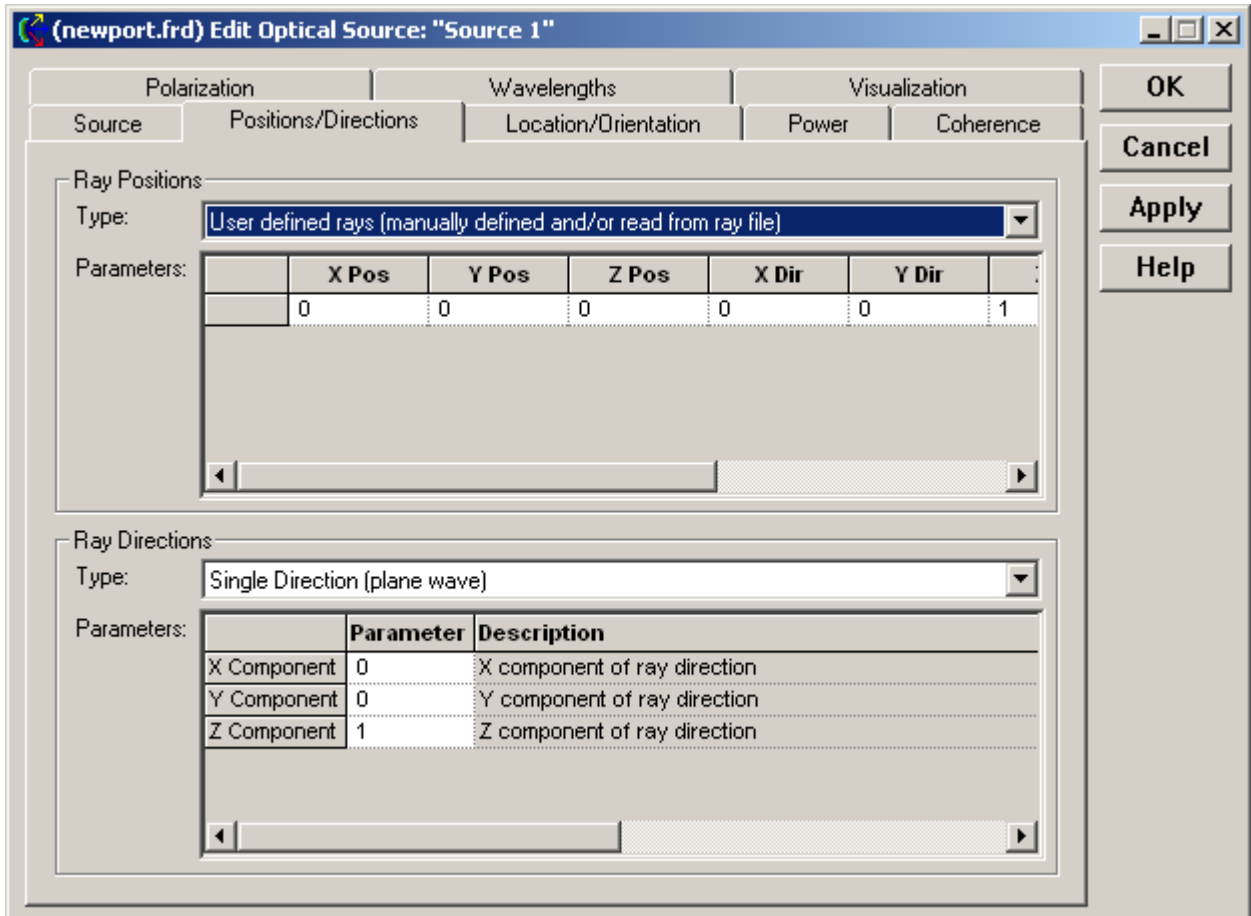 (newport.frd) Edit Optical Source: "Source 1"
Polarization Wavelengths Visualization
Source Positions/Directions Location/Orientation Power Coherence
OK
Cancel
Apply
Help
Ray Positions
Type: User defined rays (manually defined and/or read from ray file)
Parameters: X Pos Y Pos Z Pos X Dir Y Dir
0 0 0 0 0 1
Ray Directions
Type: Single Direction (plane wave)
Parameters: Parameter Description
X Component 0 X component of ray direction
Y Component 0 Y component of ray direction
Z Component 1 Z component of ray direction